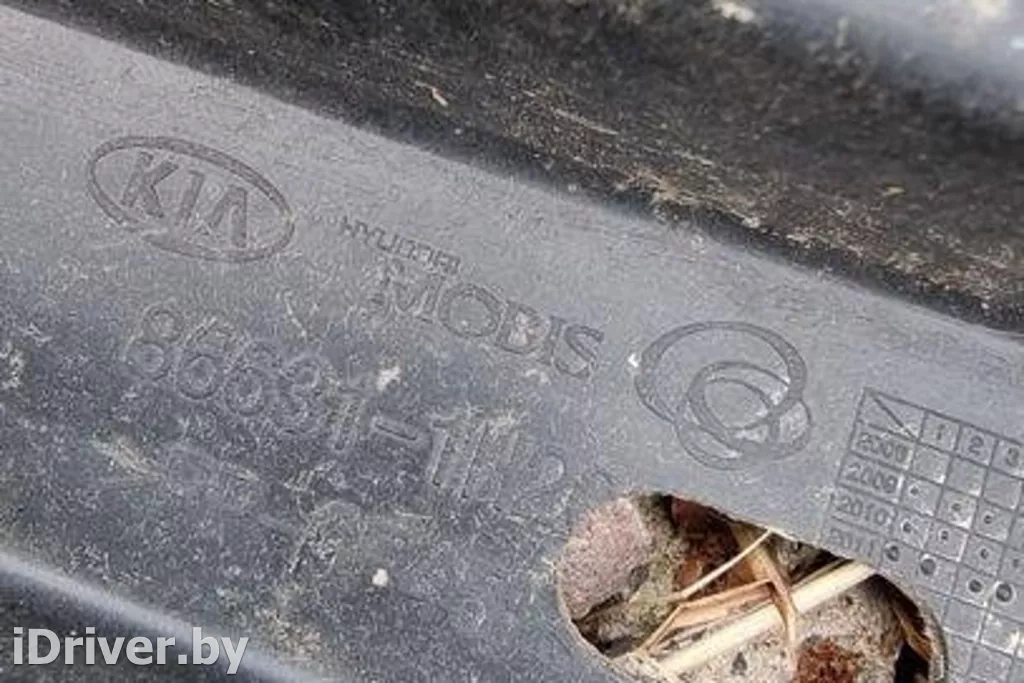 KIA
HYUNDAI
MOBIS
1 2 3
2008
2009
2010
2011
iDriver.by